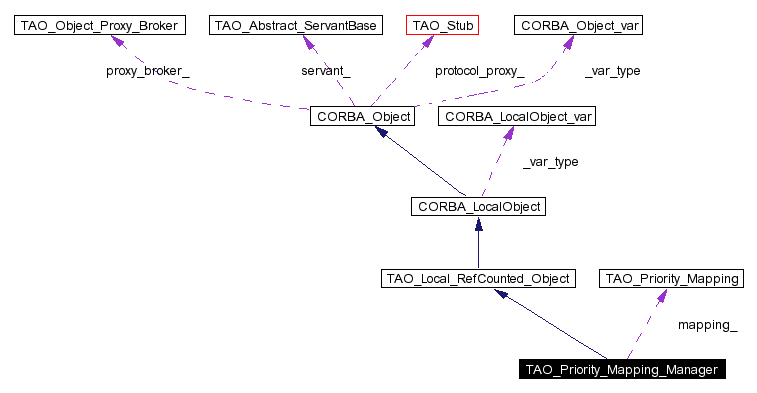 TAO_Object_Proxy_Broker
TAO_Abstract_ServantBase
TAO_Stub
CORBA_Object_var
proxy_broker_
servant_
protocol_proxy_
_var_type
CORBA_Object
CORBA_LocalObject_var
_var_type
CORBA_LocalObject
TAO_Local_RefCounted_Object
TAO_Priority_Mapping
mapping_
TAO_Priority_Mapping_Manager